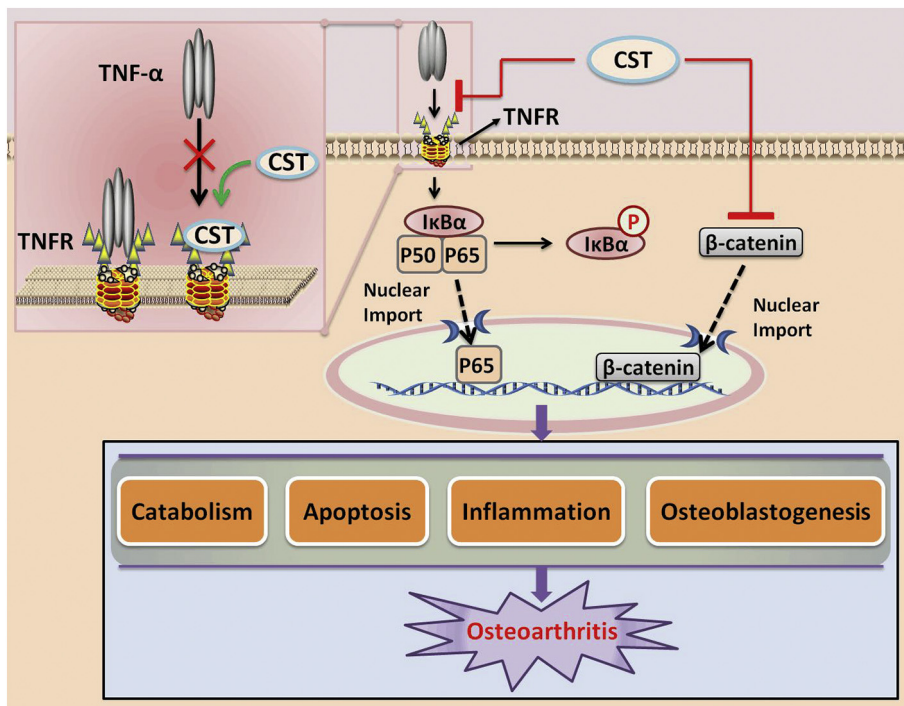 TNF-α
CST
TNFR
CST
CST
TNFR
IκBα
P50 P65
IκBα
P
β-catenin
Nuclear
Import
Nuclear
Import
P65
β-catenin
Catabolism
Apoptosis
Inflammation
Osteoblastogenesis
Osteoarthritis